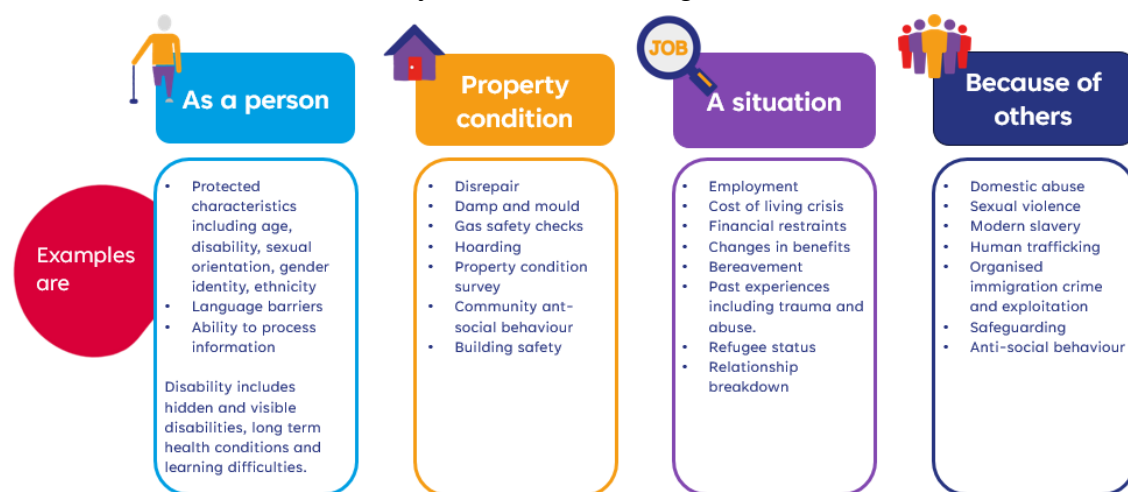 As a person
Property
condition
JOB
A situation
Because of
others
Examples
are
• Protected
characteristics
including age,
disability, sexual
orientation, gender
identity, ethnicity
• Language barriers
• Ability to process
information
Disability includes
hidden and visible
disabilities, long term
health conditions and
learning difficulties.
• Disrepair
• Damp and mould
• Gas safety checks
• Hoarding
• Property condition
survey
• Community ant-
social behaviour
• Building safety
• Employment
• Cost of living crisis
• Financial restraints
• Changes in benefits
• Bereavement
• Past experiences
including trauma and
abuse.
• Refugee status
• Relationship
breakdown
• Domestic abuse
• Sexual violence
• Modern slavery
• Human trafficking
• Organised
immigration crime
and exploitation
• Safeguarding
• Anti-social behaviour